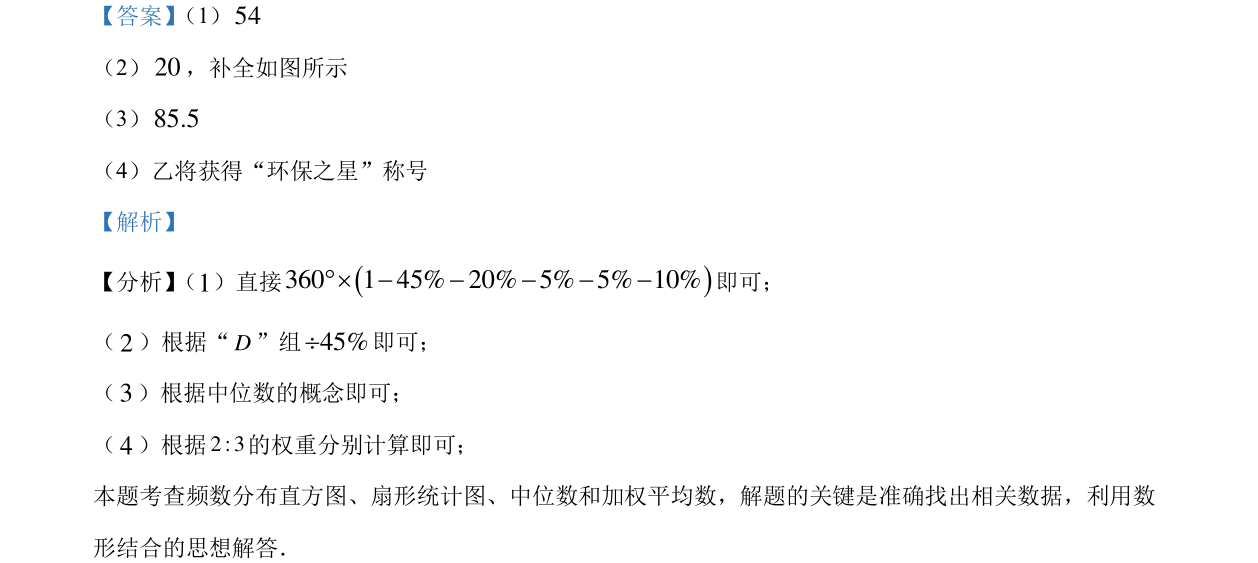 【答案】（1）54
（2）20，补全如图所示
（3）85.5
（4）乙将获得“环保之星”称号
【解析】
【分析】（1）直接360°×(1−45%−20%−5%−5%−10%)即可；
（2）根据“D”组÷45%即可；
（3）根据中位数的概念即可；
（4）根据2:3的权重分别计算即可；
本题考查频数分布直方图、扇形统计图、中位数和加权平均数，解题的关键是准确找出相关数据，利用数
形结合的思想解答．